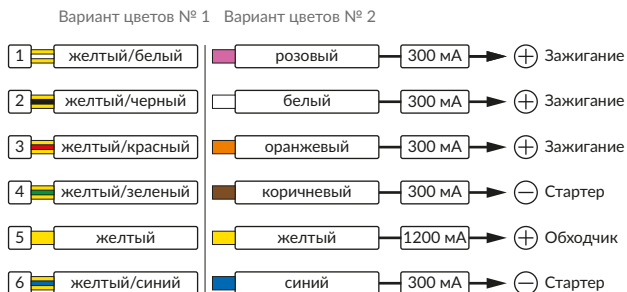 Вариант цветов № 1 Вариант цветов № 2
1 желтый/белый розовый 300 мА + Зажигание
2 желтый/черный белый 300 мА + Зажигание
3 желтый/красный оранжевый 300 мА + Зажигание
4 желтый/зеленый коричневый 300 мА − Стартер
5 желтый желтый 1200 мА + Обходчик
6 желтый/синий синий 300 мА − Стартер